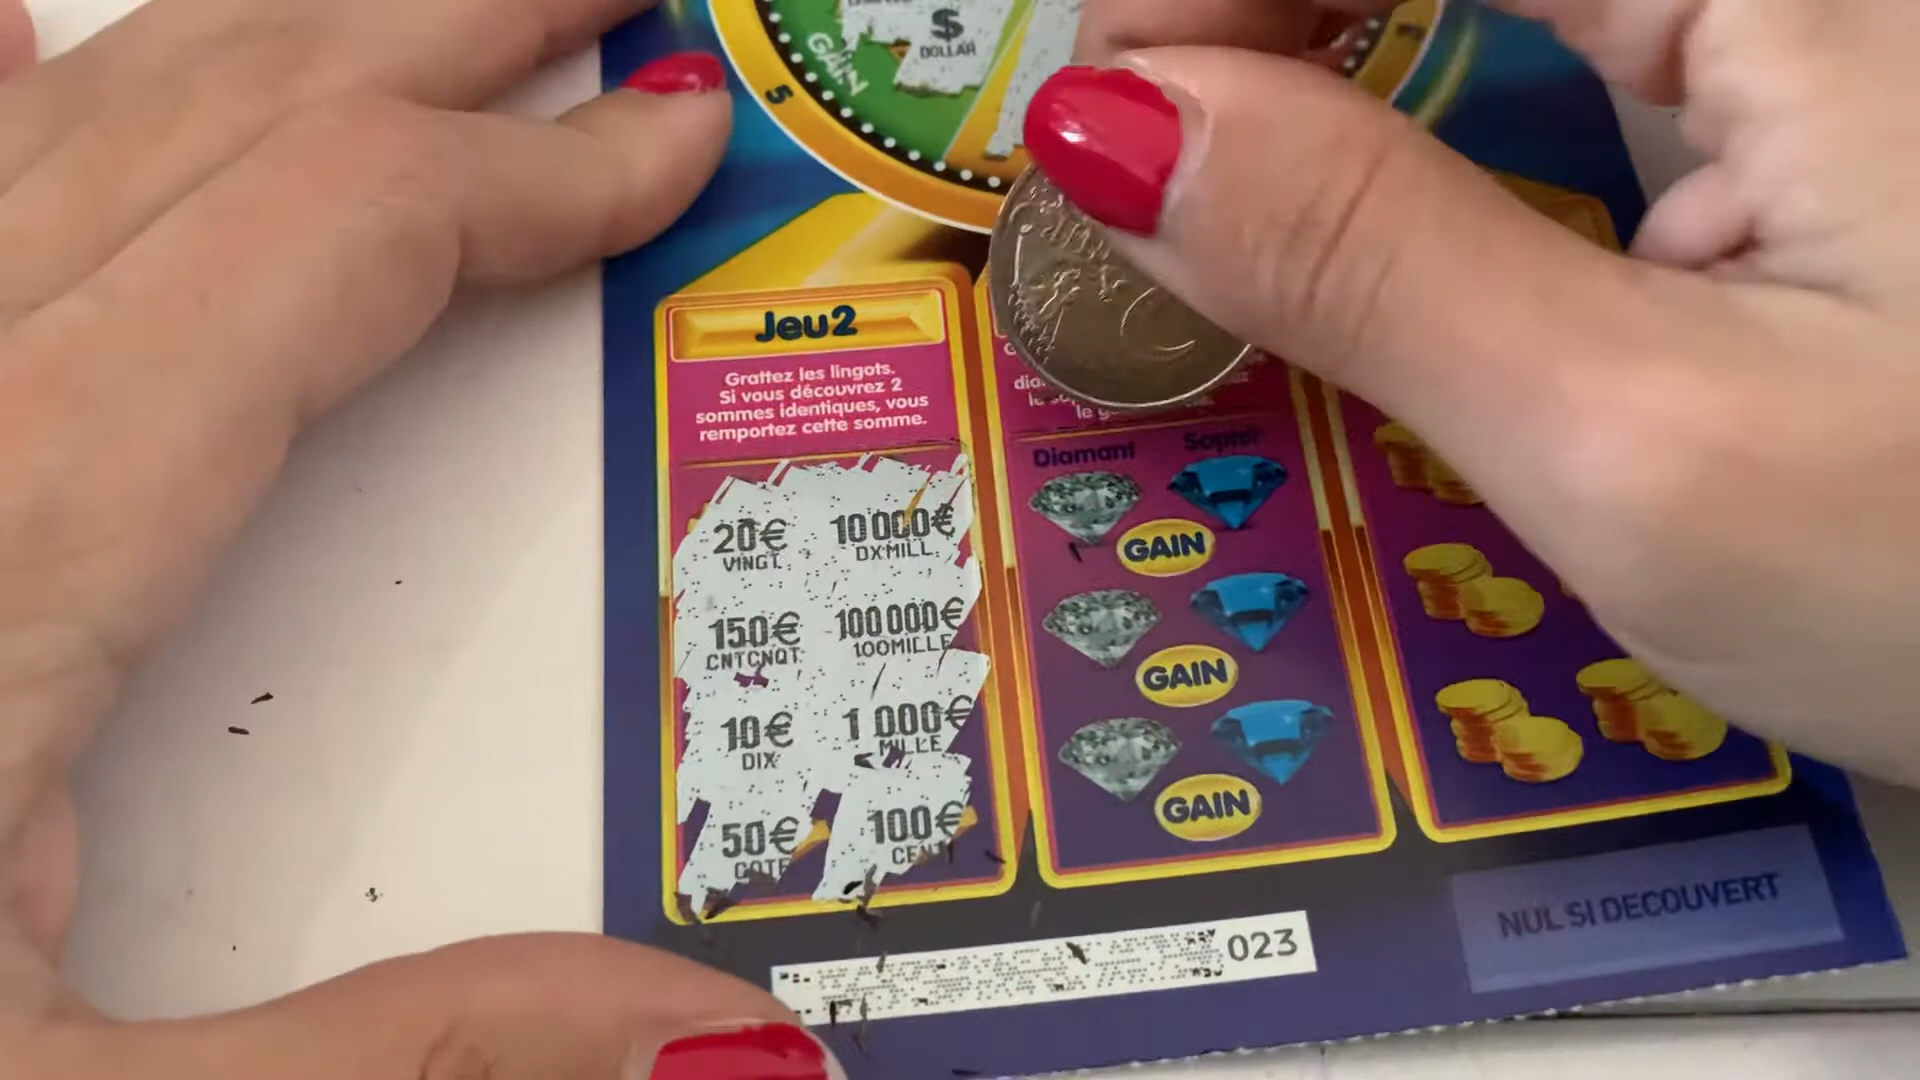 $
DOLLAR
GAIN
5
Jeu2
Grattez les lingots.
Si vous découvrez 2
sommes identiques, vous
remportez cette somme.
20€ 10 000€
VINGT DXMILL
150€ 100 000€
CNTCNQT 100MILLE
10€ 1 000€
DIX MILLE
50€ 100€
Diamant Saphir
GAIN
GAIN
GAIN
023
NUL SI DECOUVERT